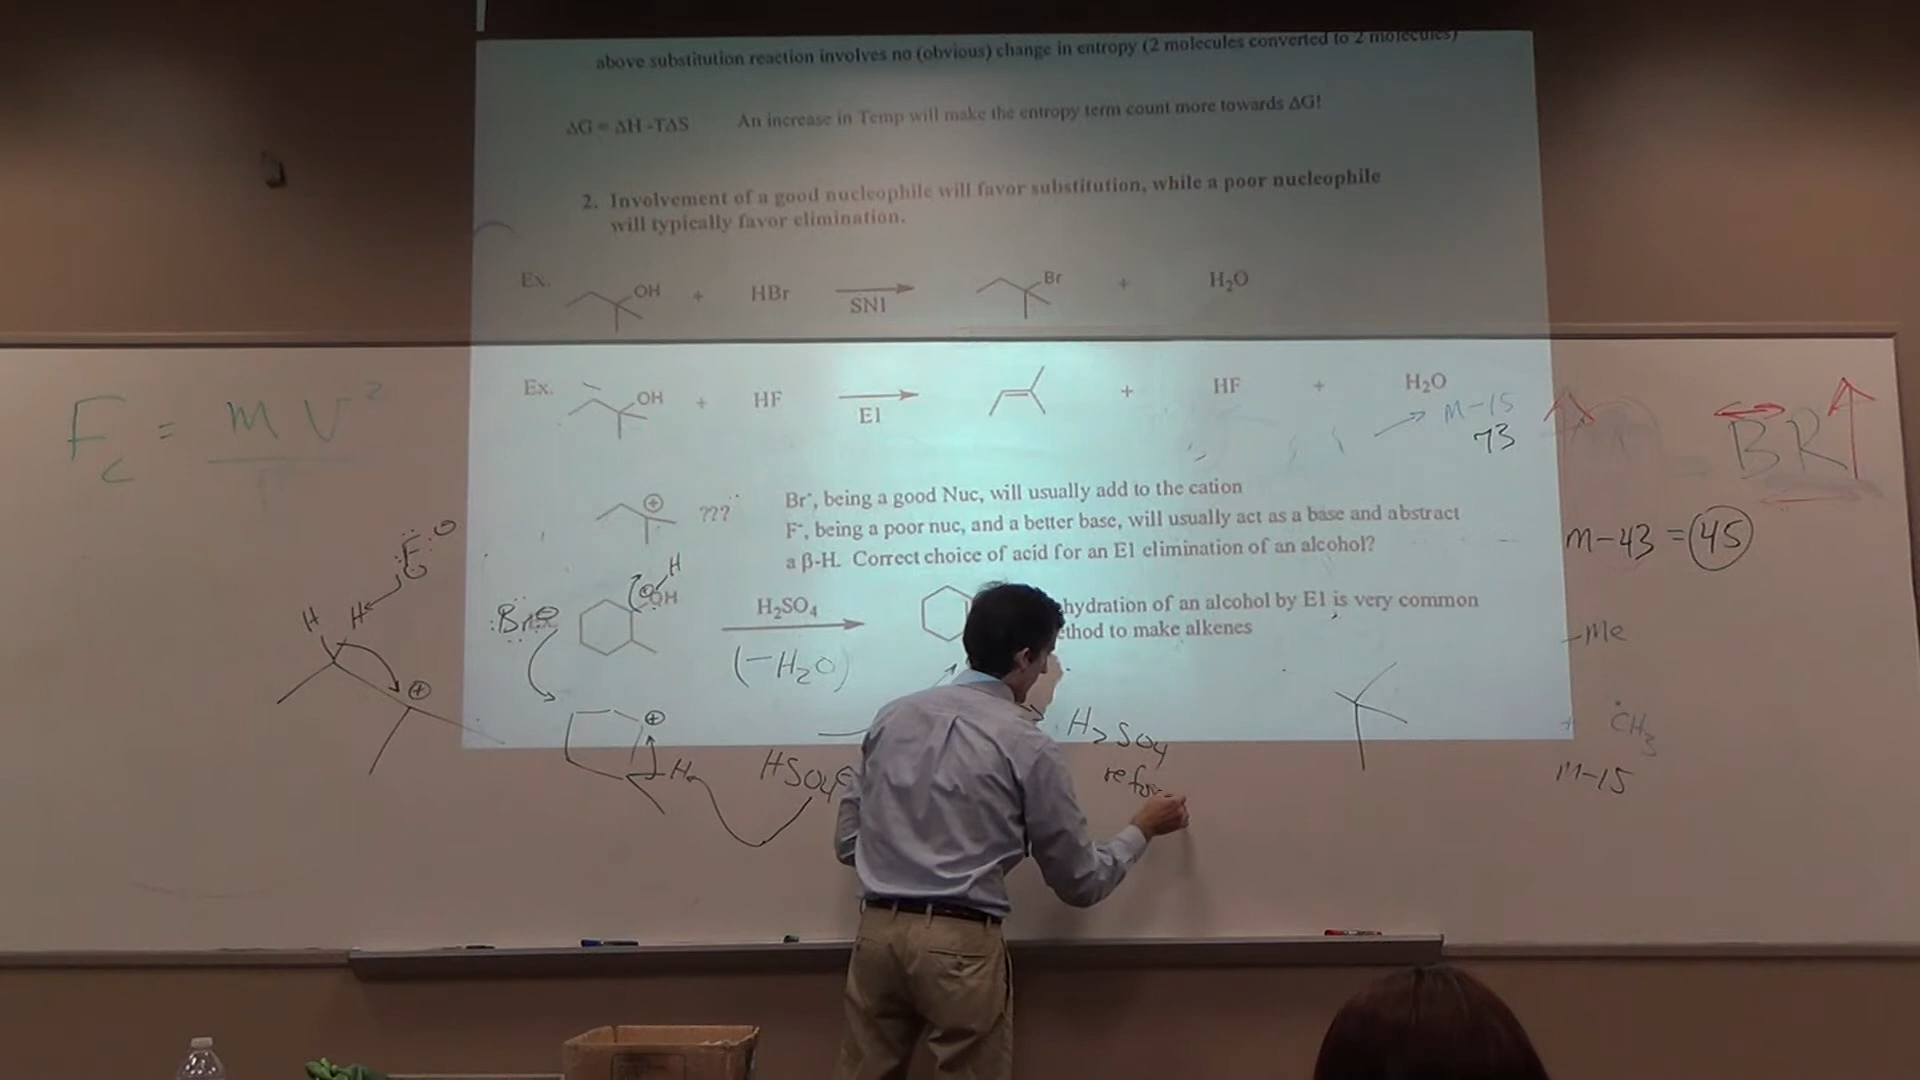 above substitution reaction involves no (obvious) change in entropy (2 molecules converted to 2 molecules)
ΔG = ΔH -TΔS An increase in Temp will make the entropy term count more towards ΔG!
2. Involvement of a good nucleophile will favor substitution, while a poor nucleophile
will typically favor elimination.
Ex. OH + HBr SN1 Br + H₂O
Ex. OH + HF E1 + HF + H₂O
M-15
73
F_c = mv²
BR
??? Br⁻, being a good Nuc, will usually add to the cation
F⁻, being a poor nuc, and a better base, will usually act as a base and abstract
a β-H. Correct choice of acid for an E1 elimination of an alcohol?
m-43 = 45
:F:⊖
H H
⊕
:Br:⊖
H
⊕OH
H₂SO₄
(-H₂O)
hydration of an alcohol by E1 is very common
ethod to make alkenes
-Me
⊕
H
HSO₄⊖
H₂SO₄
refor
+ ·CH₃
m-15